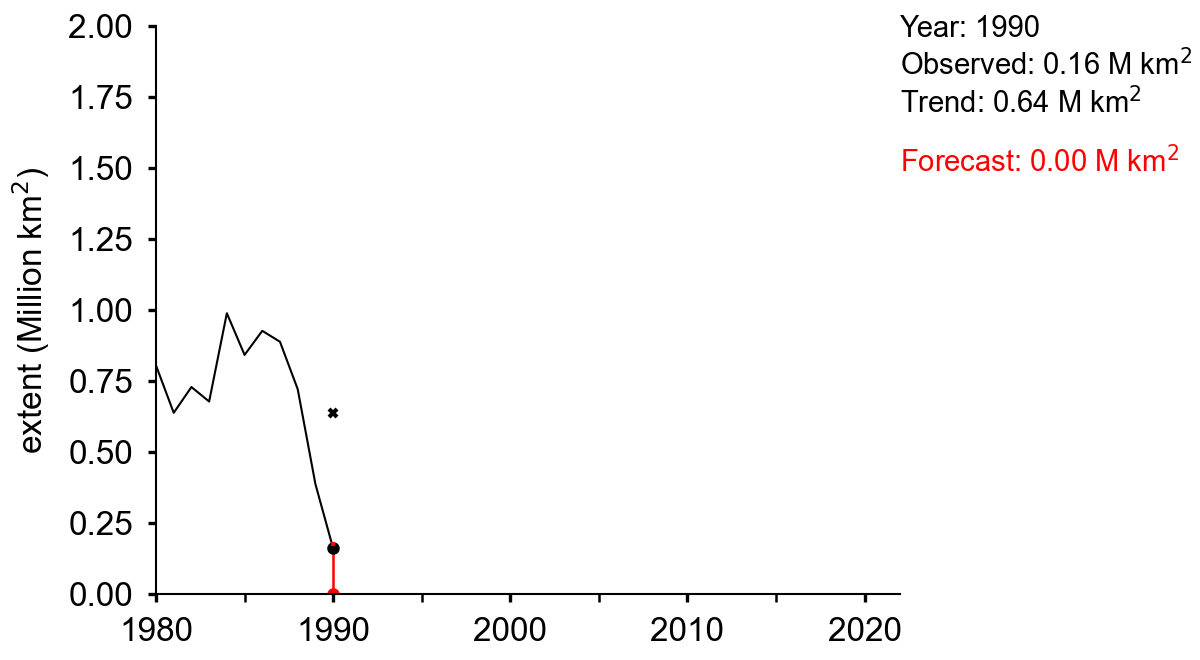 2.00
1.75
1.50
1.25
1.00
0.75
0.50
0.25
0.00
extent (Million km²)
1980
1990
2000
2010
2020
Year: 1990
Observed: 0.16 M km²
Trend: 0.64 M km²
Forecast: 0.00 M km²